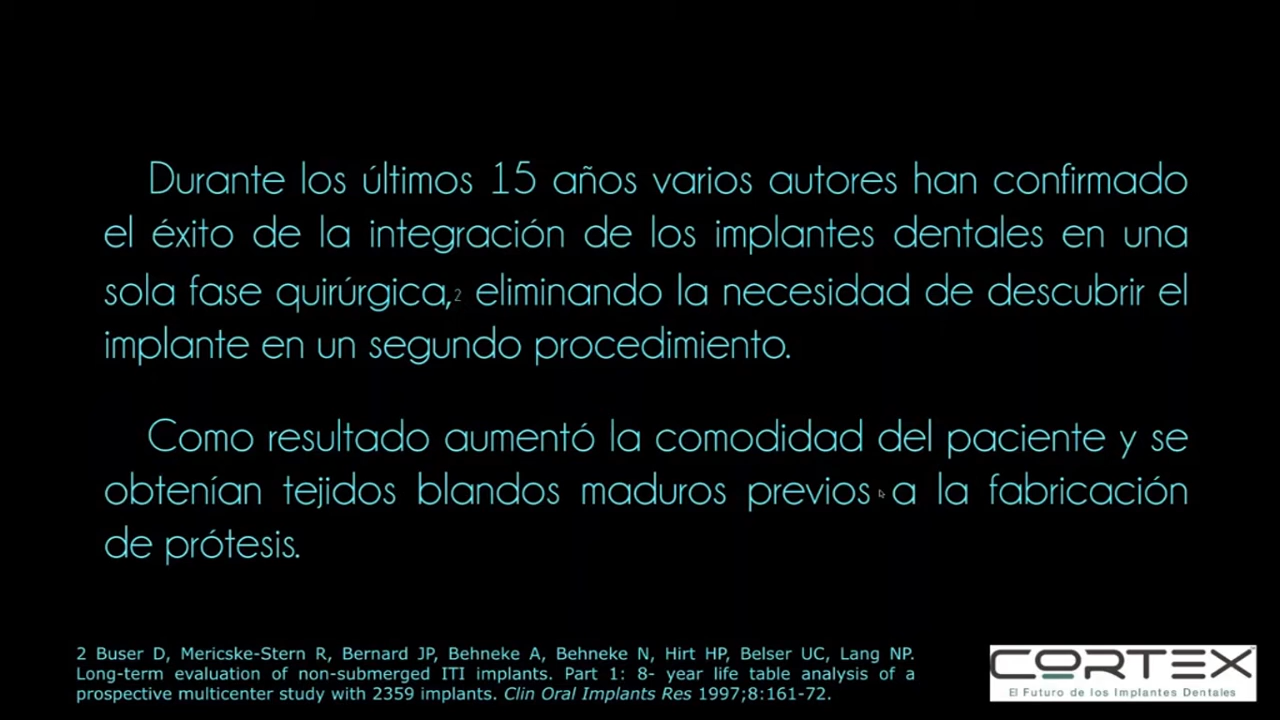 Durante los últimos 15 años varios autores han confirmado
el éxito de la integración de los implantes dentales en una
sola fase quirúrgica,2 eliminando la necesidad de descubrir el
implante en un segundo procedimiento.
Como resultado aumentó la comodidad del paciente y se
obtenían tejidos blandos maduros previos a la fabricación
de prótesis.
2 Buser D, Mericske-Stern R, Bernard JP, Behneke A, Behneke N, Hirt HP, Belser UC, Lang NP.
Long-term evaluation of non-submerged ITI implants. Part 1: 8- year life table analysis of a
prospective multicenter study with 2359 implants. Clin Oral Implants Res 1997;8:161-72.
CORTEX
El Futuro de los Implantes Dentales